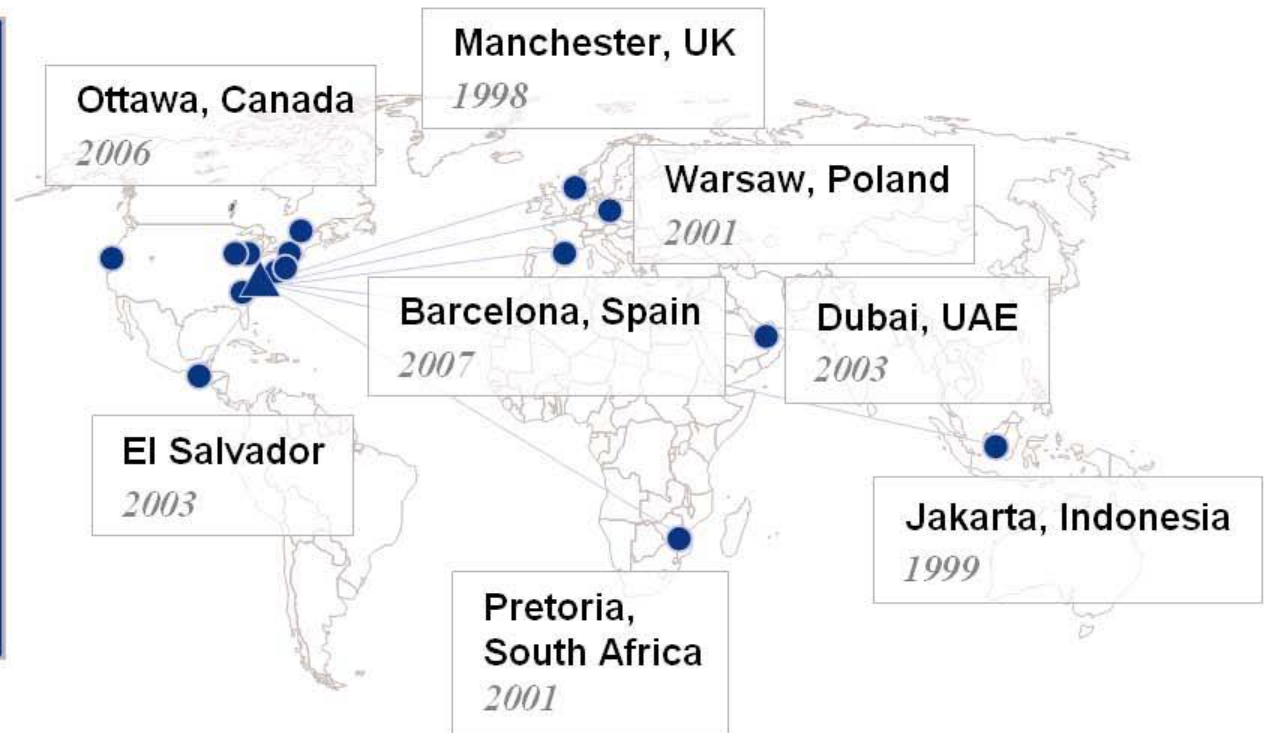 Manchester, UK
1998
Ottawa, Canada
2006
Warsaw, Poland
2001
Barcelona, Spain
2007
Dubai, UAE
2003
El Salvador
2003
Jakarta, Indonesia
1999
Pretoria,
South Africa
2001